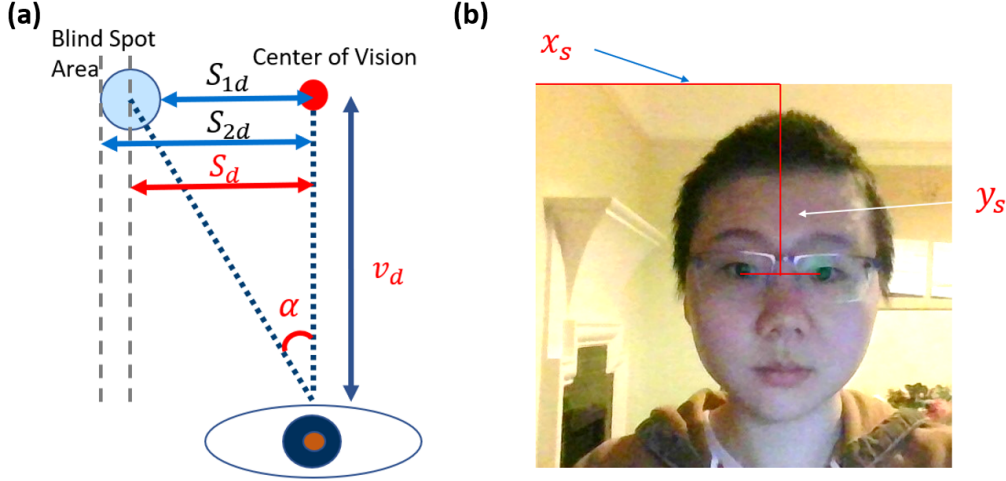 (a)
Blind Spot
Area
Center of Vision
S1d
S2d
Sd
vd
α
(b)
xs
ys